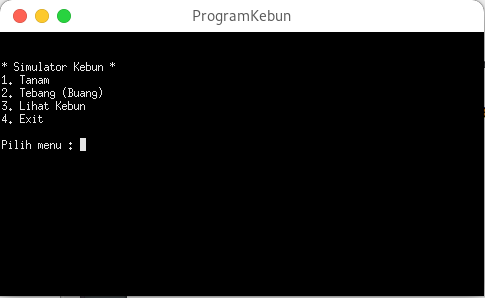 ProgramKebun
* Simulator Kebun *
1. Tanam
2. Tebang (Buang)
3. Lihat Kebun
4. Exit
Pilih menu :